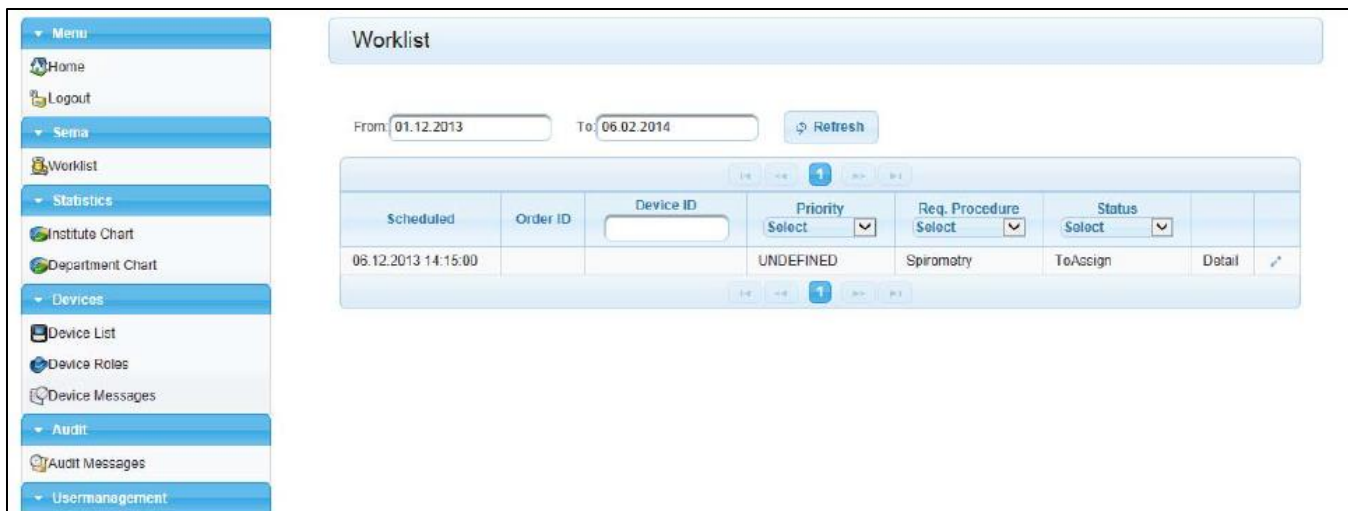 Menu
Home
Logout
Sema
Worklist
Statistics
Institute Chart
Department Chart
Devices
Device List
Device Roles
Device Messages
Audit
Audit Messages
Usermanagement
Worklist
From: 01.12.2013 To: 06.02.2014 Refresh
1
Scheduled Order ID Device ID Priority Req. Procedure Status
Select Select Select
06.12.2013 14:15:00 UNDEFINED Spirometry ToAssign Detail
1